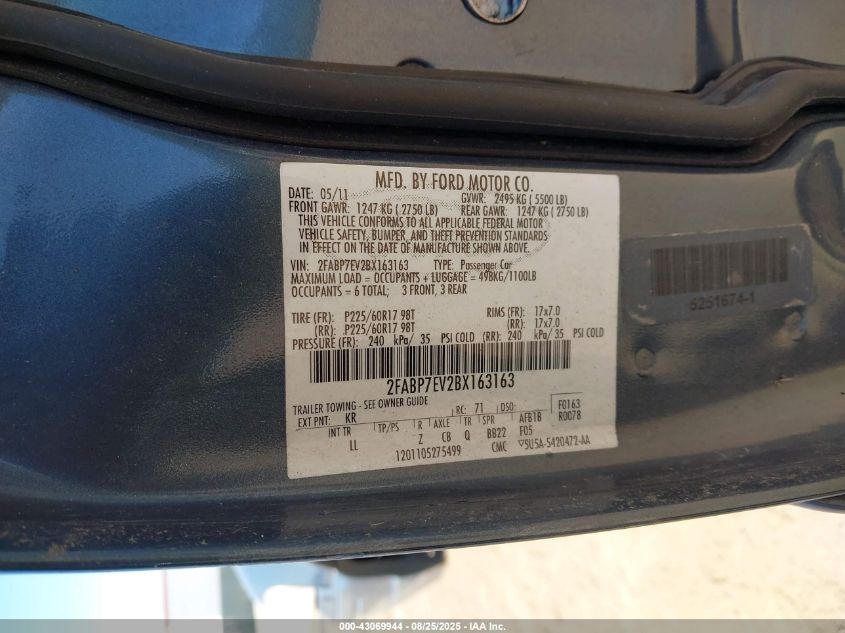 MFD. BY FORD MOTOR CO.
DATE: 05/11 GVWR: 2495 KG ( 5500 LB)
FRONT GAWR: 1247 KG ( 2750 LB) REAR GAWR: 1247 KG ( 2750 LB)
THIS VEHICLE CONFORMS TO ALL APPLICABLE FEDERAL MOTOR
VEHICLE SAFETY, BUMPER, AND THEFT PREVENTION STANDARDS
IN EFFECT ON THE DATE OF MANUFACTURE SHOWN ABOVE.
VIN: 2FABP7EV2BX163163 TYPE: Passenger Car
MAXIMUM LOAD = OCCUPANTS + LUGGAGE = 498KG/1100LB
OCCUPANTS = 6 TOTAL; 3 FRONT, 3 REAR
TIRE (FR): P225/60R17 98T RIMS (FR): 17x7.0
(RR): P225/60R17 98T (RR): 17x7.0
PRESSURE (FR): 240 kPa/ 35 PSI COLD (RR): 240 kPa/ 35 PSI COLD
2FABP7EV2BX163163
TRAILER TOWING - SEE OWNER GUIDE
EXT PNT: KR RC: 71 DSO: F0163
INT TR TP/PS R AXLE TR SPR AFB1B R0078
LL Z CB Q BB22 F05
1201105275499 CMC 5U5A-5420472-AA
5251674-1
000-43069944 - 08/25/2025 - IAA Inc.